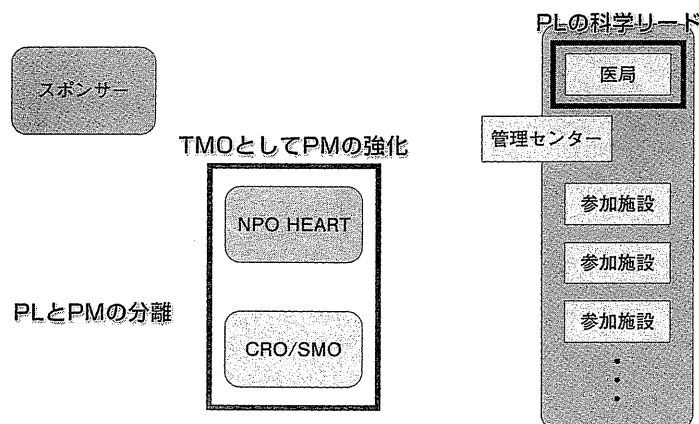 PLの科学リード
医局
スポンサー
管理センター
TMOとしてPMの強化
NPO HEART
参加施設
参加施設
PLとPMの分離
参加施設
CRO/SMO